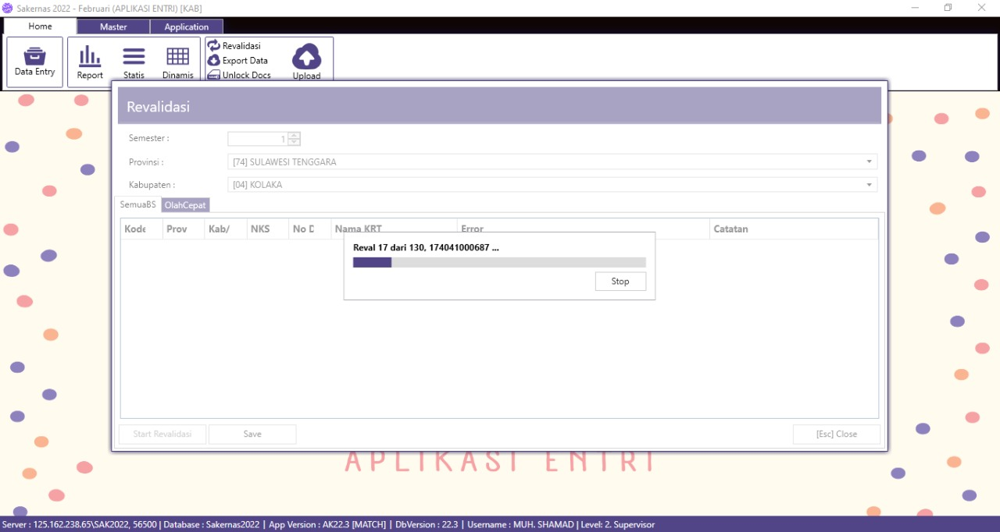 Sakernas 2022 - Februari (APLIKASI ENTRI) [KAB]
Home Master Application
Data Entry Report Statis Dinamis Revalidasi Export Data Unlock Docs Upload
Revalidasi
Semester : 1
Provinsi : [74] SULAWESI TENGGARA
Kabupaten : [04] KOLAKA
SemuaBS OlahCepat
Kode Prov Kab/ NKS No D Nama KRT Error Catatan
Reval 17 dari 130, 174041000687 ...
Stop
Start Revalidasi Save [Esc] Close
APLIKASI ENTRI
Server : 125.162.238.65\SAK2022, 56500 | Database : Sakernas2022 | App Version : AK22.3 [MATCH] | DbVersion : 22.3 | Username : MUH. SHAMAD | Level: 2. Supervisor